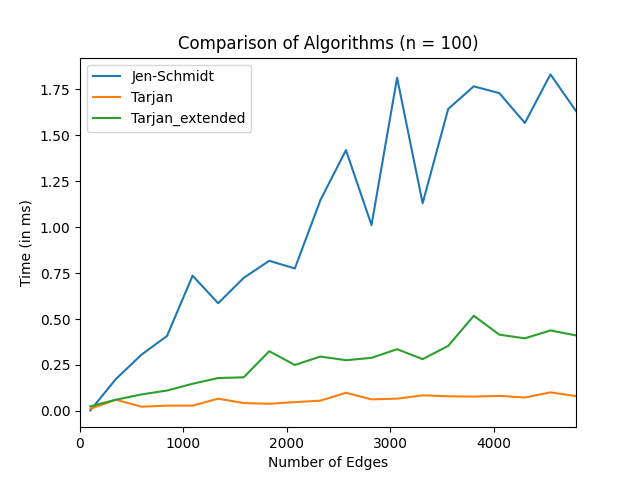 Comparison of Algorithms (n = 100)
Jen-Schmidt
Tarjan
Tarjan_extended
1.75
1.50
1.25
1.00
0.75
0.50
0.25
0.00
Time (in ms)
0 1000 2000 3000 4000
Number of Edges